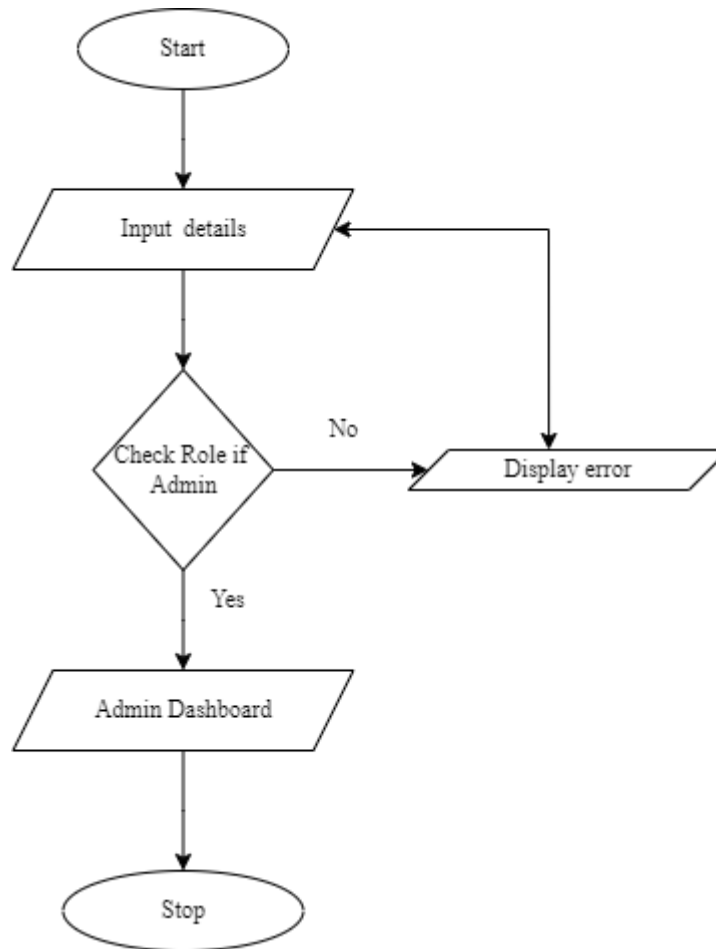 Start
Input details
Check Role if
Admin
No
Display error
Yes
Admin Dashboard
Stop